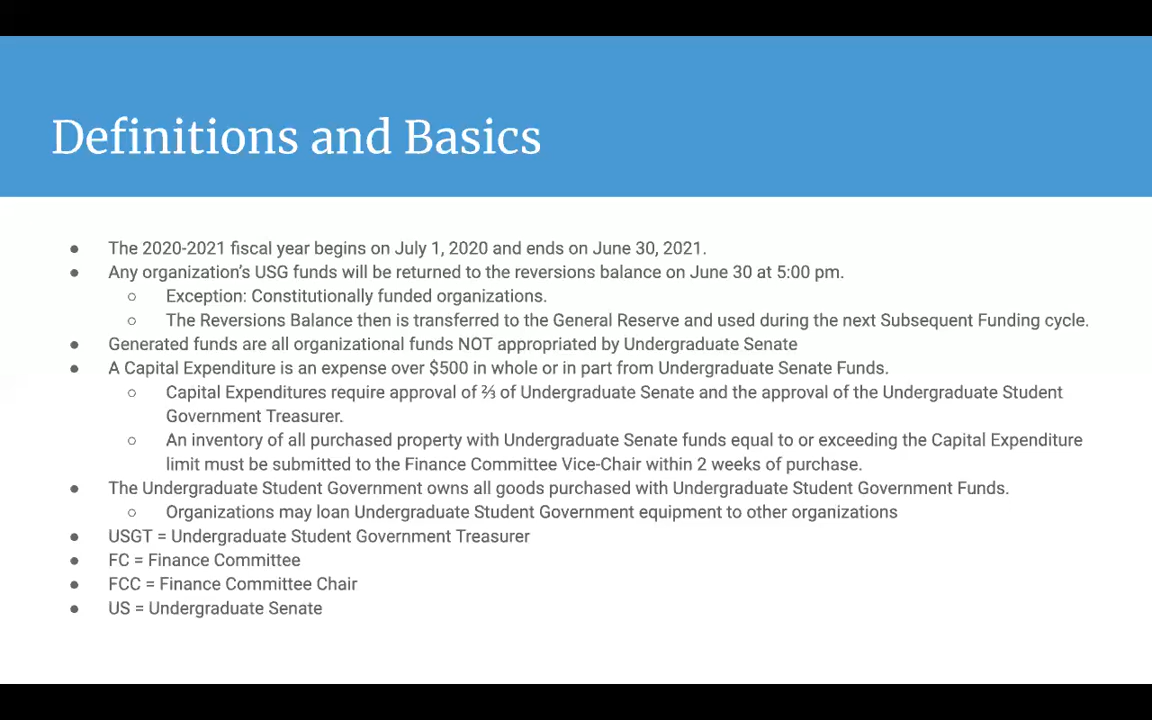 Definitions and Basics
● The 2020-2021 fiscal year begins on July 1, 2020 and ends on June 30, 2021.
● Any organization's USG funds will be returned to the reversions balance on June 30 at 5:00 pm.
○ Exception: Constitutionally funded organizations.
○ The Reversions Balance then is transferred to the General Reserve and used during the next Subsequent Funding cycle.
● Generated funds are all organizational funds NOT appropriated by Undergraduate Senate
● A Capital Expenditure is an expense over $500 in whole or in part from Undergraduate Senate Funds.
○ Capital Expenditures require approval of ⅔ of Undergraduate Senate and the approval of the Undergraduate Student
Government Treasurer.
○ An inventory of all purchased property with Undergraduate Senate funds equal to or exceeding the Capital Expenditure
limit must be submitted to the Finance Committee Vice-Chair within 2 weeks of purchase.
● The Undergraduate Student Government owns all goods purchased with Undergraduate Student Government Funds.
○ Organizations may loan Undergraduate Student Government equipment to other organizations
● USGT = Undergraduate Student Government Treasurer
● FC = Finance Committee
● FCC = Finance Committee Chair
● US = Undergraduate Senate